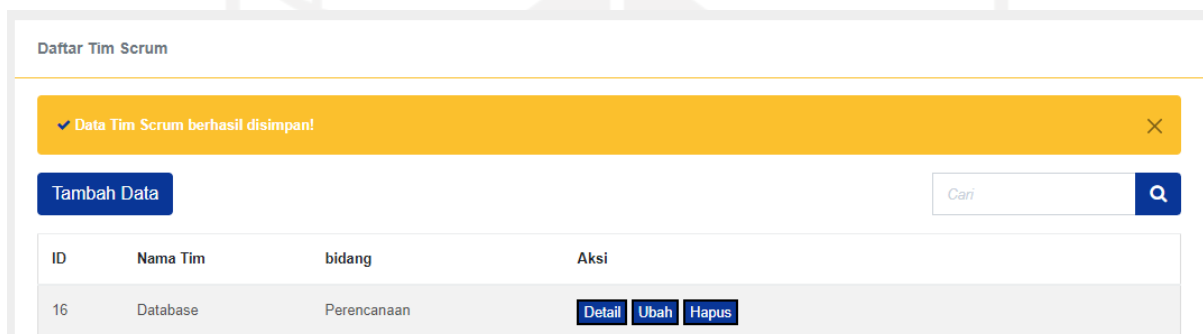 Daftar Tim Scrum
Data Tim Scrum berhasil disimpan!
Tambah Data
Cari
ID Nama Tim bidang Aksi
16 Database Perencanaan Detail Ubah Hapus